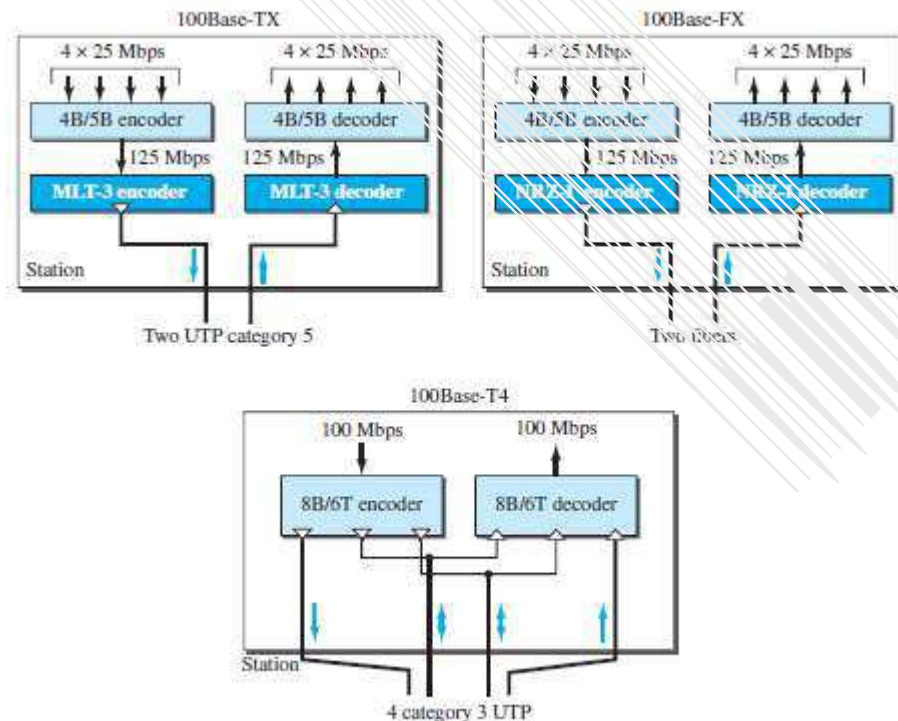 100Base-TX
4 × 25 Mbps
4 × 25 Mbps
4B/5B encoder
4B/5B decoder
125 Mbps
125 Mbps
MLT-3 encoder
MLT-3 decoder
Station
Two UTP category 5
100Base-FX
4 × 25 Mbps
4 × 25 Mbps
4B/5B encoder
4B/5B decoder
125 Mbps
125 Mbps
NRZ-I encoder
NRZ-I decoder
Station
Two fibers
100Base-T4
100 Mbps
100 Mbps
8B/6T encoder
8B/6T decoder
Station
4 category 3 UTP